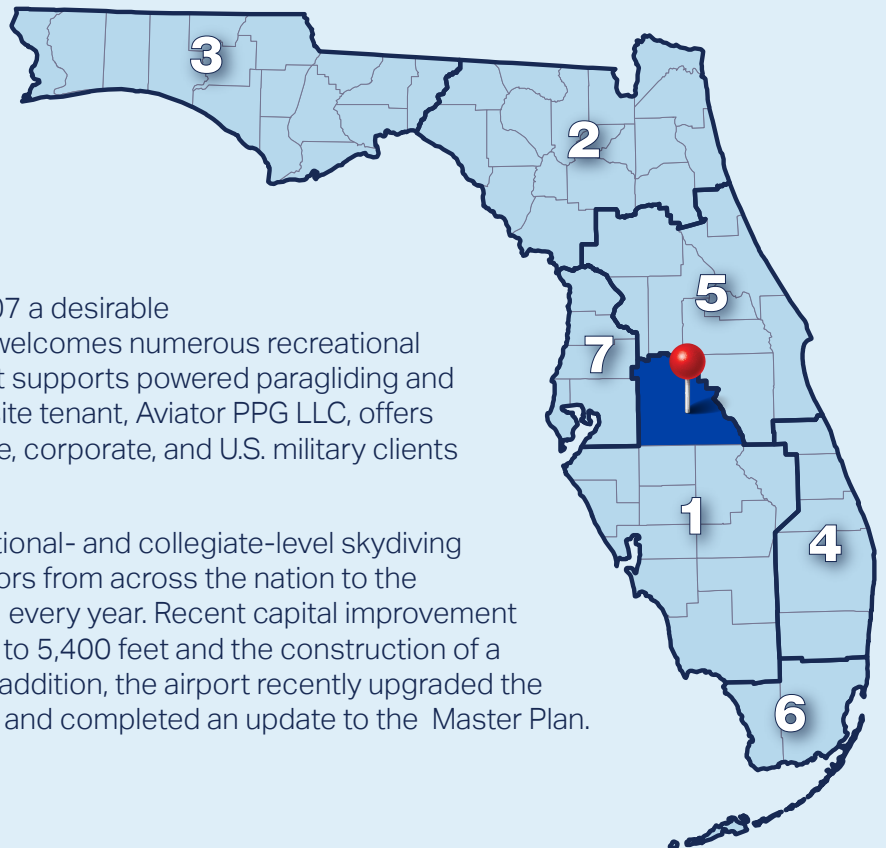 3
2
5
07 a desirable
welcomes numerous recreational
7
t supports powered paragliding and
site tenant, Aviator PPG LLC, offers
e, corporate, and U.S. military clients
1
tional- and collegiate-level skydiving
4
ors from across the nation to the
every year. Recent capital improvement
to 5,400 feet and the construction of a
addition, the airport recently upgraded the
6
and completed an update to the Master Plan.